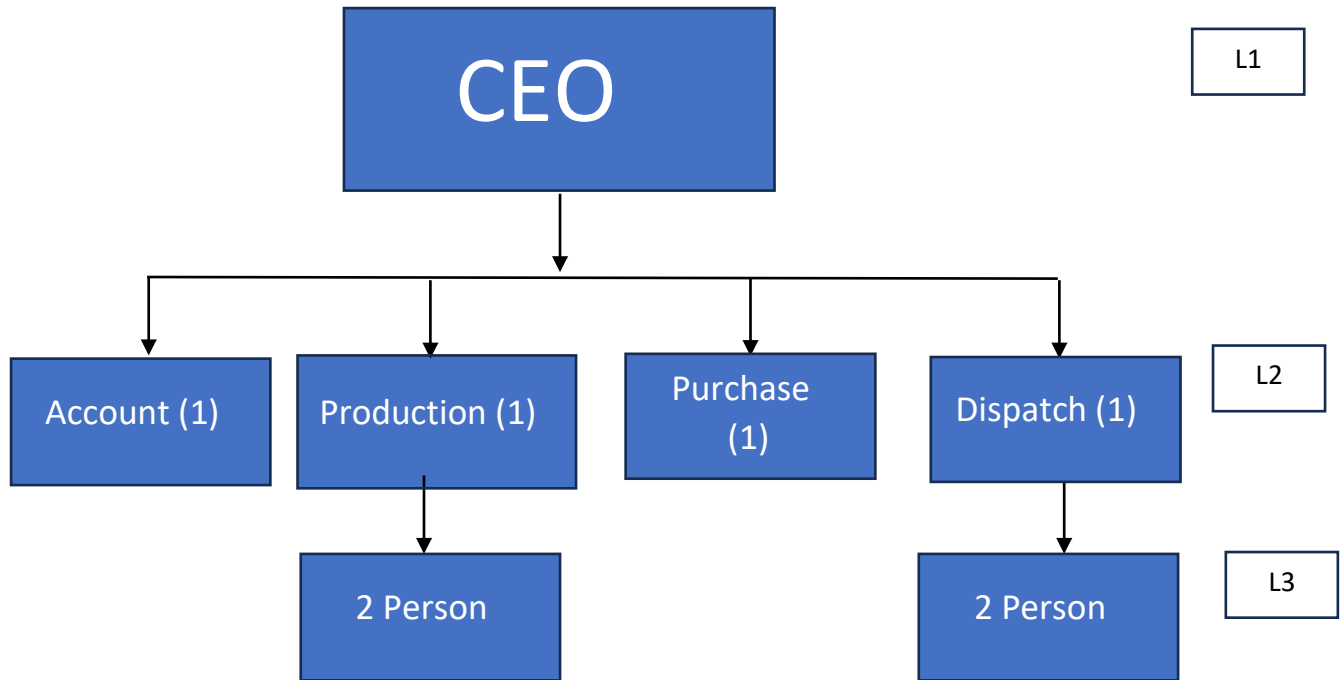 CEO
L1
Account (1)
Production (1)
Purchase
(1)
Dispatch (1)
L2
2 Person
2 Person
L3